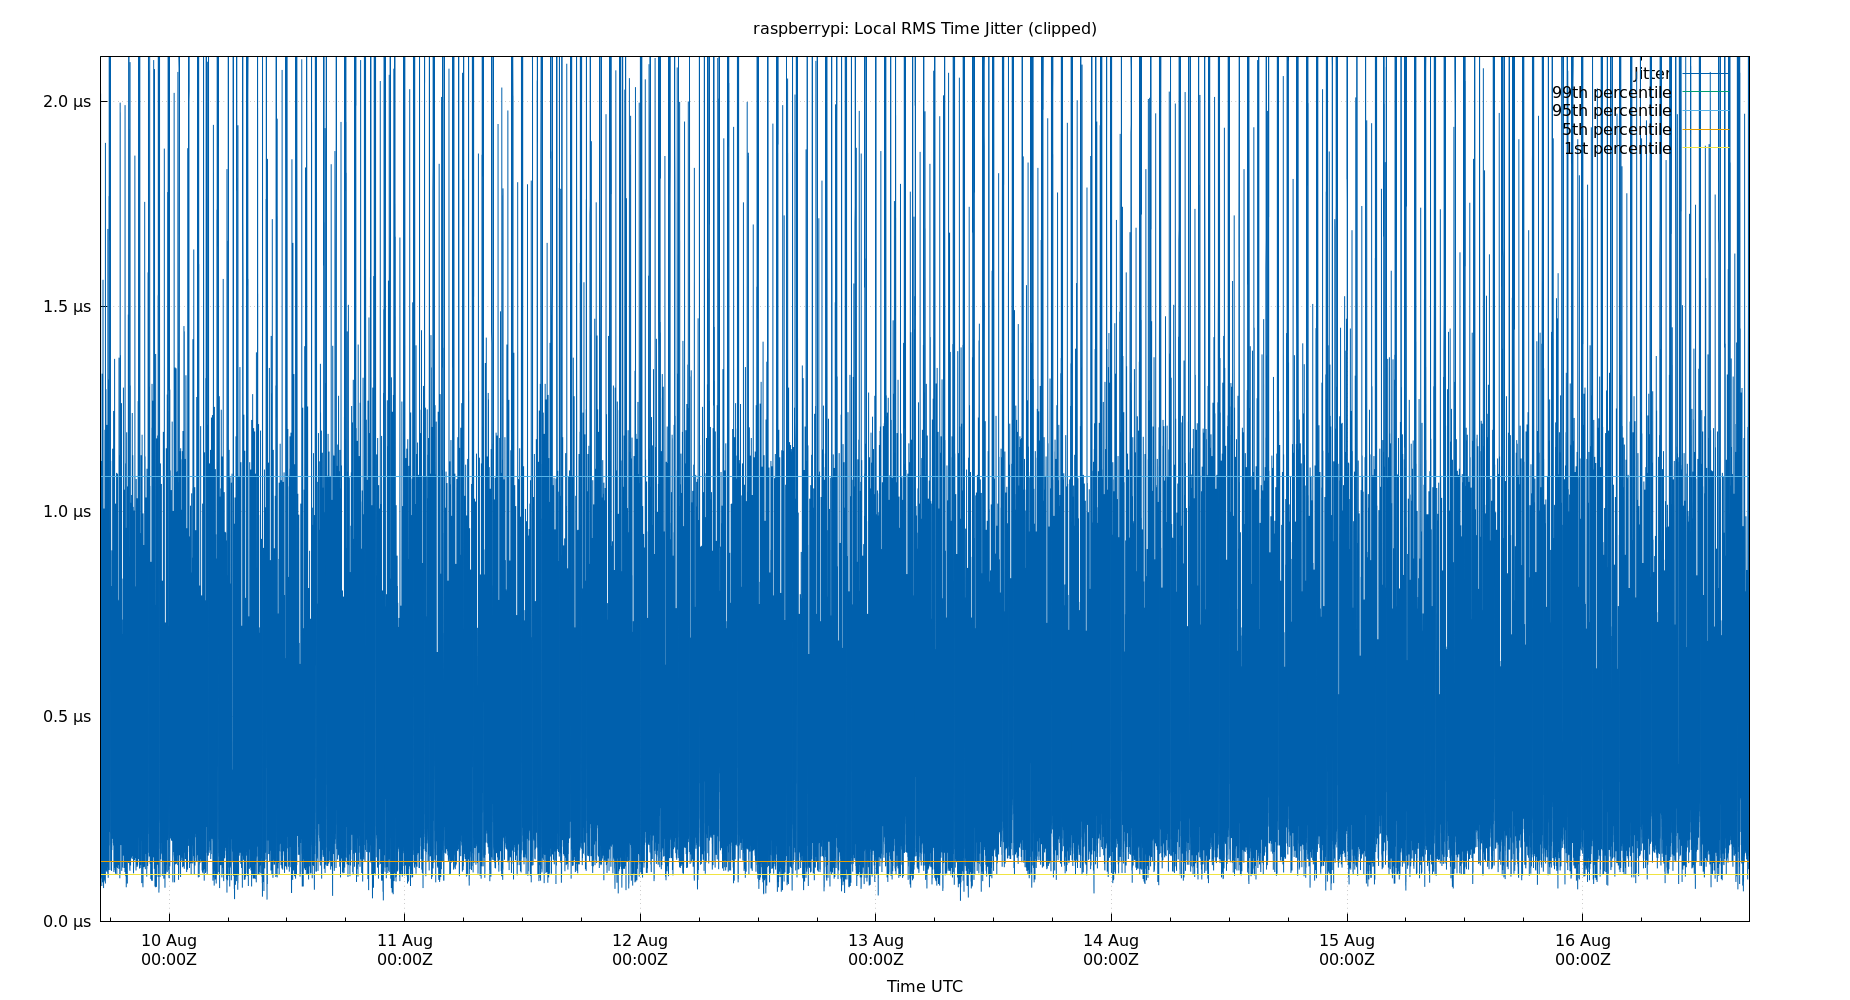 raspberrypi: Local RMS Time Jitter (clipped)
Jitter
99th percentile
95th percentile
5th percentile
1st percentile
2.0 µs
1.5 µs
1.0 µs
0.5 µs
0.0 µs
10 Aug 11 Aug 12 Aug 13 Aug 14 Aug 15 Aug 16 Aug
00:00Z 00:00Z 00:00Z 00:00Z 00:00Z 00:00Z 00:00Z
Time UTC